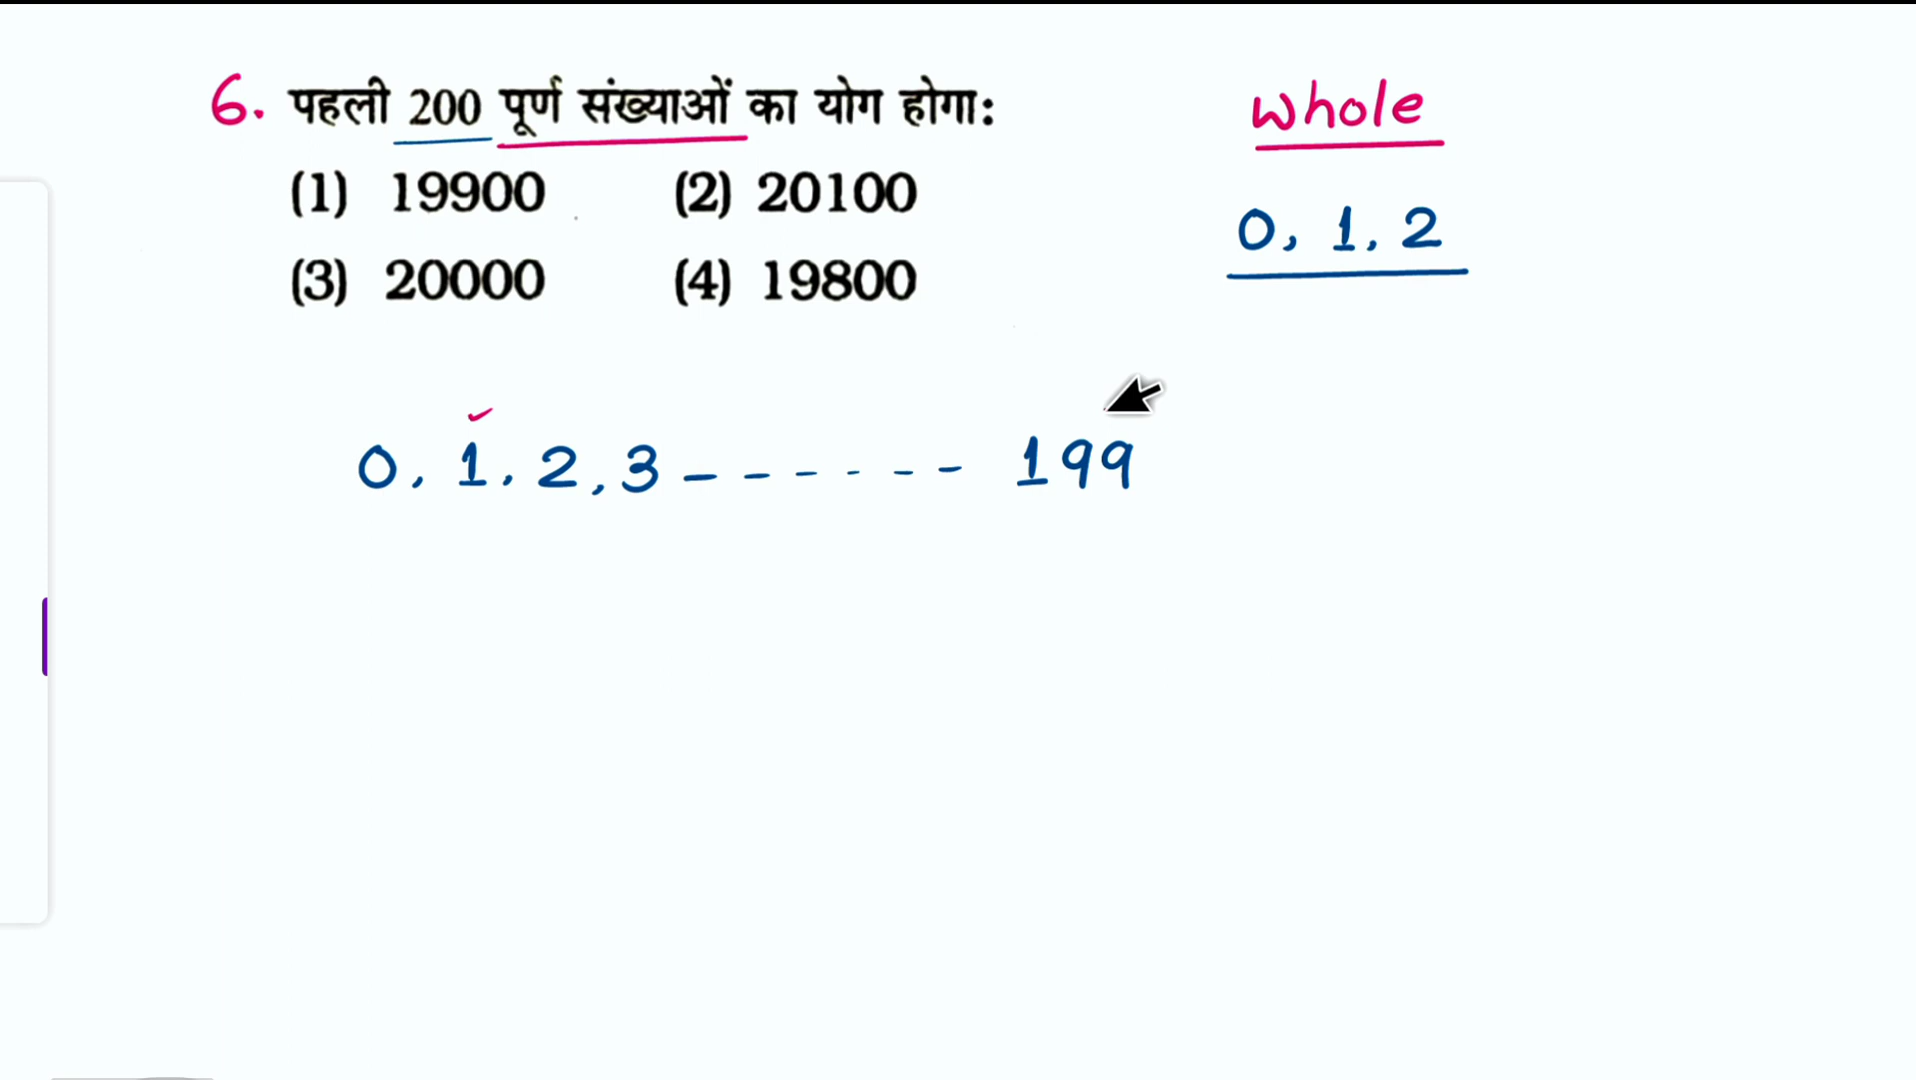 6. पहली 200 पूर्ण संख्याओं का योग होगा:
(1) 19900 (2) 20100
(3) 20000 (4) 19800
whole
0, 1, 2
0, 1, 2, 3 - - - - - - 199